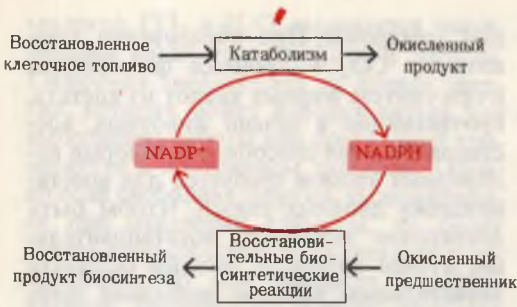 Восстановленное
клеточное топливо
Катаболизм
Окисленный
продукт
NADP⁺
NADPH
Восстановленный
продукт биосинтеза
Восстанови-
тельные био-
синтетические
реакции
Окисленный
предшественник